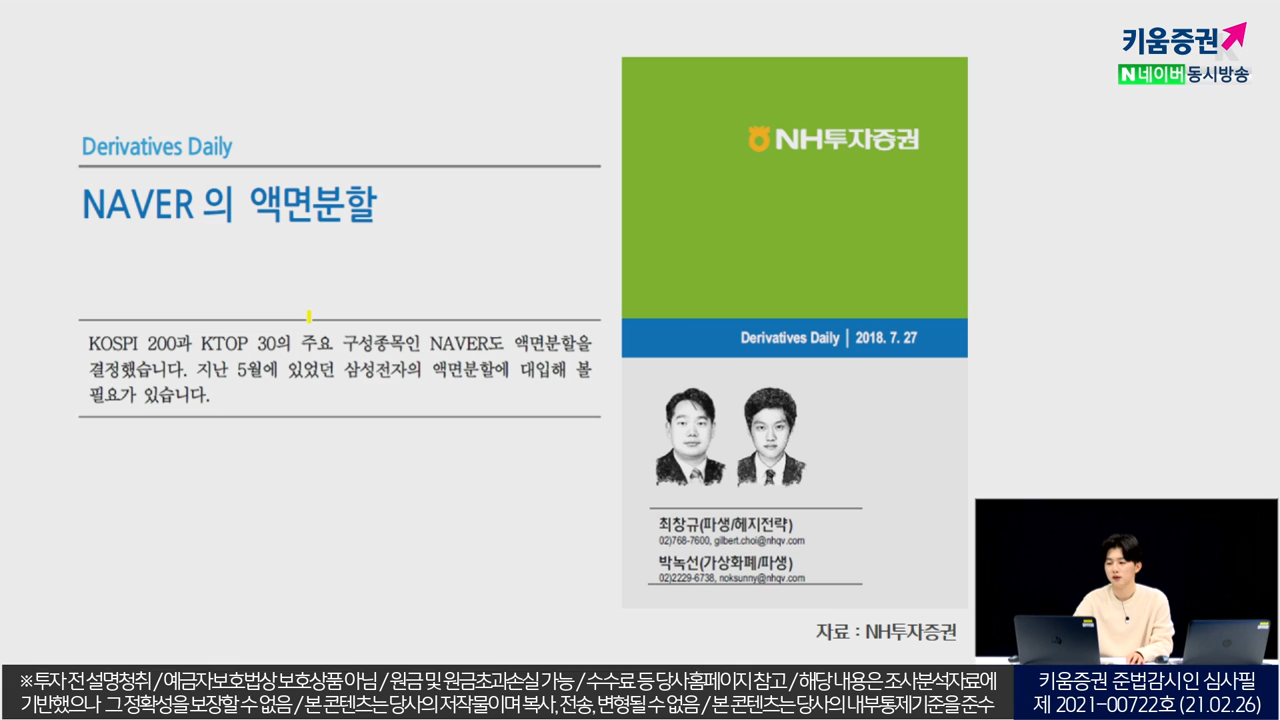 키움증권
N 네이버 동시방송
Derivatives Daily
NAVER의 액면분할
KOSPI 200과 KTOP 30의 주요 구성종목인 NAVER도 액면분할을
결정했습니다. 지난 5월에 있었던 삼성전자의 액면분할에 대입해 볼
필요가 있습니다.
NH투자증권
Derivatives Daily | 2018. 7. 27
최창규(파생/헤지전략)
02)768-7600, gilbert.choi@nhqv.com
박녹선(가상화폐/파생)
02)2229-6738, noksunny@nhqv.com
자료 : NH투자증권
※ 투자 전 설명청취 / 예금자보호법상 보호상품 아님 / 원금 및 원금초과손실 가능 / 수수료 등 당사홈페이지 참고 / 해당 내용은 조사분석자료에
기반했으나 그 정확성을 보장할 수 없음 / 본 콘텐츠는 당사의 저작물이며 복사, 전송, 변형될 수 없음 / 본 콘텐츠는 당사의 내부통제기준을 준수
키움증권 준법감시인 심사필
제 2021-00722호 (21.02.26)